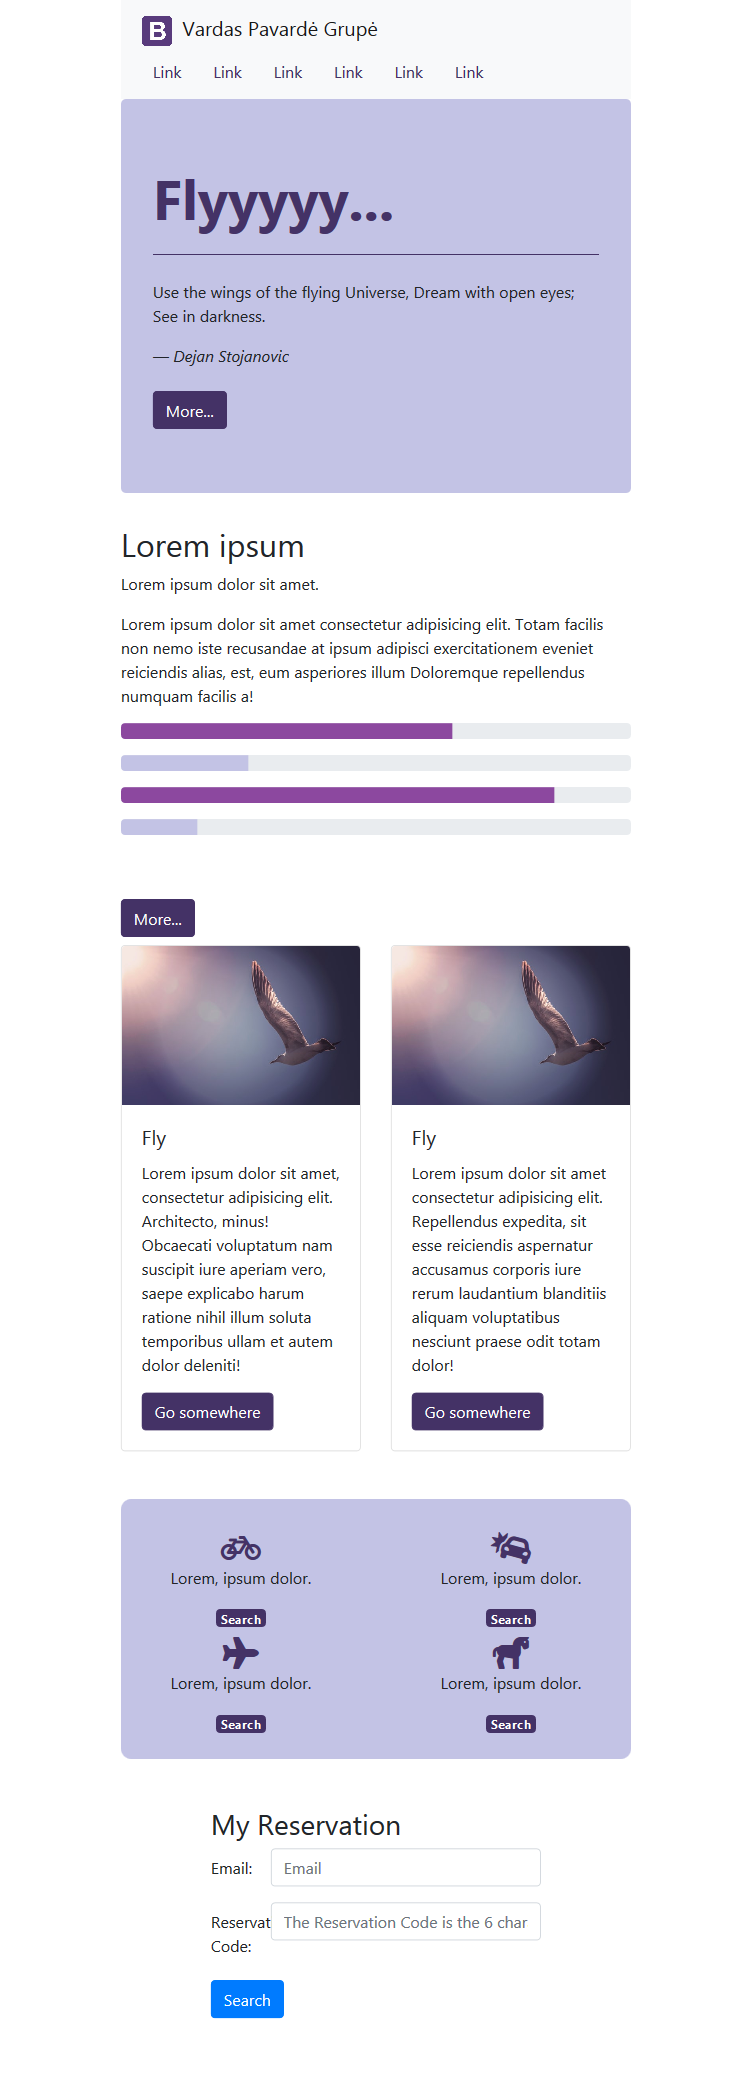 B Vardas Pavardė Grupė
Link Link Link Link Link Link
Flyyyyy...
Use the wings of the flying Universe, Dream with open eyes;
See in darkness.
— Dejan Stojanovic
More...
Lorem ipsum
Lorem ipsum dolor sit amet.
Lorem ipsum dolor sit amet consectetur adipisicing elit. Totam facilis
non nemo iste recusandae at ipsum adipisci exercitationem eveniet
reiciendis alias, est, eum asperiores illum Doloremque repellendus
numquam facilis a!
More...
Fly
Lorem ipsum dolor sit amet,
consectetur adipisicing elit.
Architecto, minus!
Obcaecati voluptatum nam
suscipit iure aperiam vero,
saepe explicabo harum
ratione nihil illum soluta
temporibus ullam et autem
dolor deleniti!
Go somewhere
Fly
Lorem ipsum dolor sit amet
consectetur adipisicing elit.
Repellendus expedita, sit
esse reiciendis aspernatur
accusamus corporis iure
rerum laudantium blanditiis
aliquam voluptatibus
nesciunt praese odit totam
dolor!
Go somewhere
Lorem, ipsum dolor.
Search
Lorem, ipsum dolor.
Search
Lorem, ipsum dolor.
Search
Lorem, ipsum dolor.
Search
My Reservation
Email: Email
Reservat The Reservation Code is the 6 char
Code:
Search